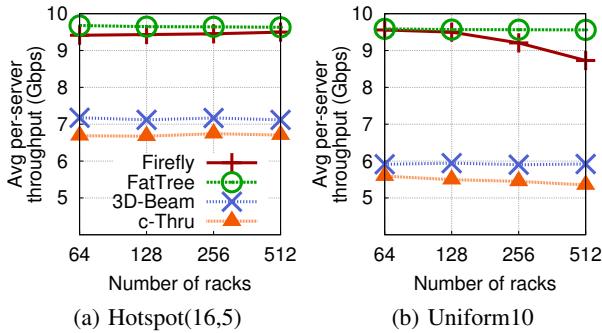 Avg per-server
throughput (Gbps)
10
9
8
7
6
5
Firefly
FatTree
3D-Beam
c-Thru
64 128 256 512
Number of racks
(a) Hotspot(16,5)
Avg per-server
throughput (Gbps)
10
9
8
7
6
5
64 128 256 512
Number of racks
(b) Uniform10